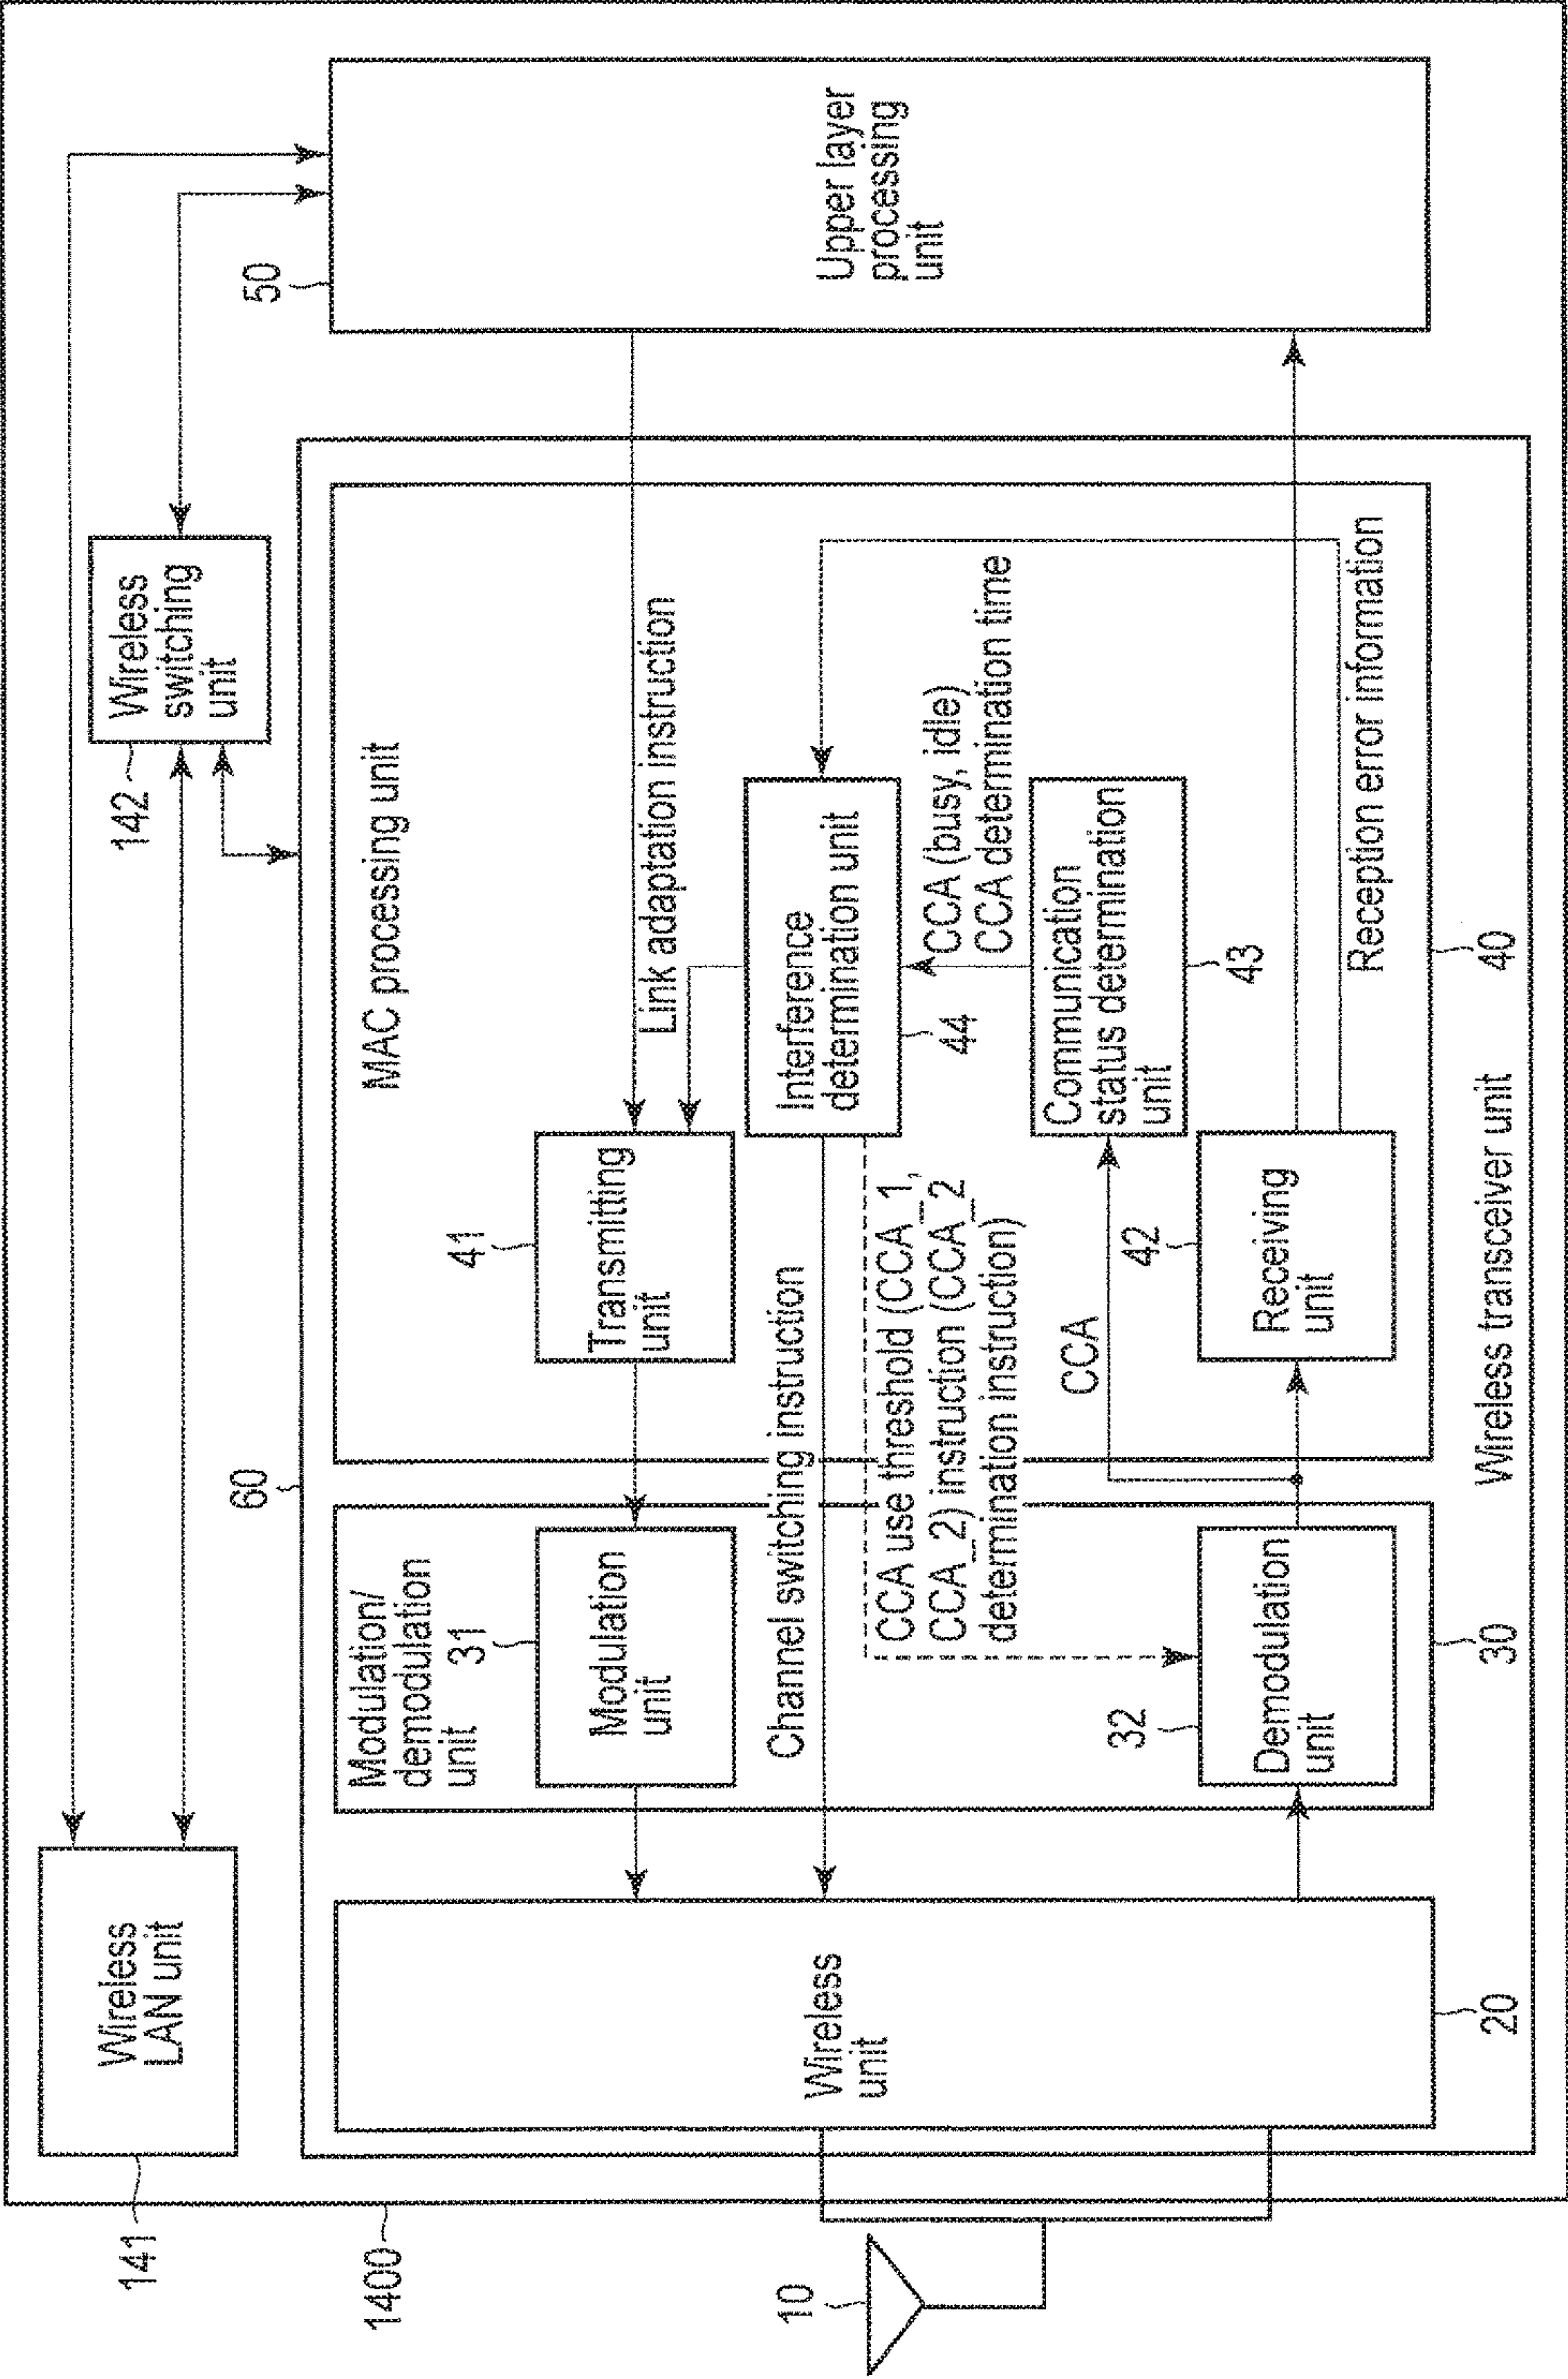 1400
141
Wireless
LAN unit
142
Wireless
switching
unit
60
50
Upper layer
processing
unit
10
Wireless
unit
20
Modulation/
demodulation
unit
31
Modulation
unit
32
Demodulation
unit
30
MAC processing unit
41
Transmitting
unit
Link adaptation instruction
Channel switching instruction
Interference
determination unit
44
CCA (busy, idle)
CCA determination time
CCA use threshold (CCA_1,
CCA_2) instruction (CCA_2
determination instruction)
Communication
status determination
unit
43
CCA
42
Receiving
unit
Reception error information
40
Wireless transceiver unit